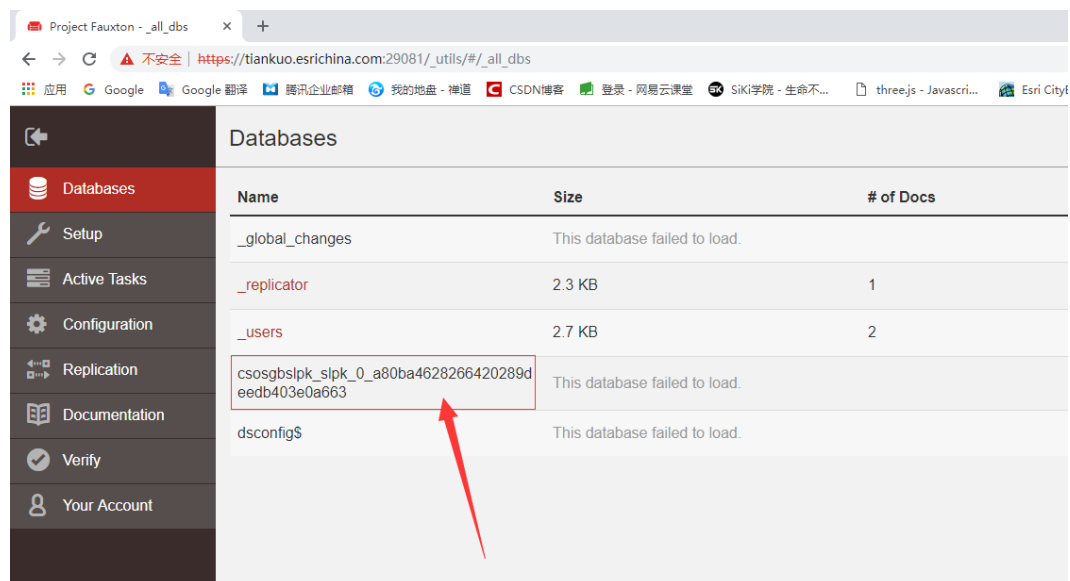 Project Fauxton - _all_dbs
不安全 | https://tiankuo.esrichina.com:29081/_utils/#/_all_dbs
应用 Google Google 翻译 腾讯企业邮箱 我的地盘 - 禅道 CSDN博客 登录 - 网易云课堂 SiKi学院 - 生命不... three.js - Javascri... Esri City
Databases
Databases
Name Size # of Docs
Setup
_global_changes This database failed to load.
Active Tasks
_replicator 2.3 KB 1
Configuration
_users 2.7 KB 2
Replication
csosgbslpk_slpk_0_a80ba4628266420289d
eedb403e0a663
This database failed to load.
Documentation
dsconfig$ This database failed to load.
Verify
Your Account